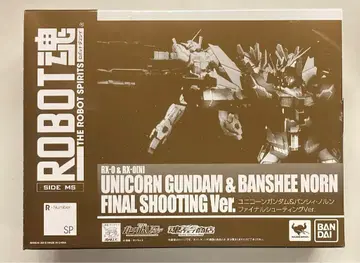 ROBOT魂
THE ROBOT SPIRITS
SIDE MS
R-Number
SP
RX-0 & RX-0[N]
UNICORN GUNDAM & BANSHEE NORN
FINAL SHOOTING Ver.
ユニコーンガンダム&バンシィ・ノルン
ファイナルシューティングVer.
BAN
DAI